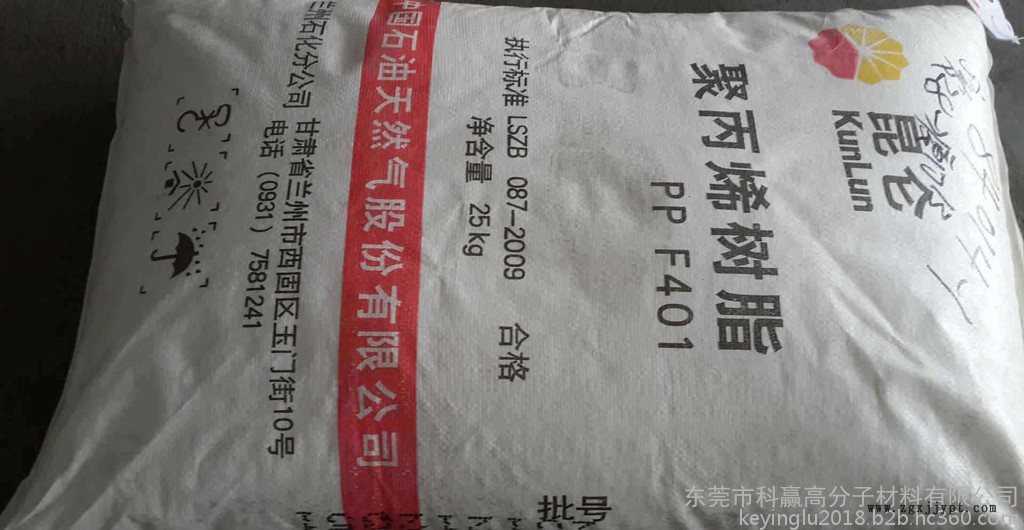 昆仑
KunLun
聚丙烯树脂
PP F401
执行标准 LSZB 087-2009 合格
净含量 25kg
中国石油天然气股份有限公司
兰州石化分公司 甘肃省兰州市西固区玉门街10号
电话 (0931) 7581241
东莞市科赢高分子材料有限公司
keyinglu2018.b2b.hc360.com
www.zgxjjypt.com